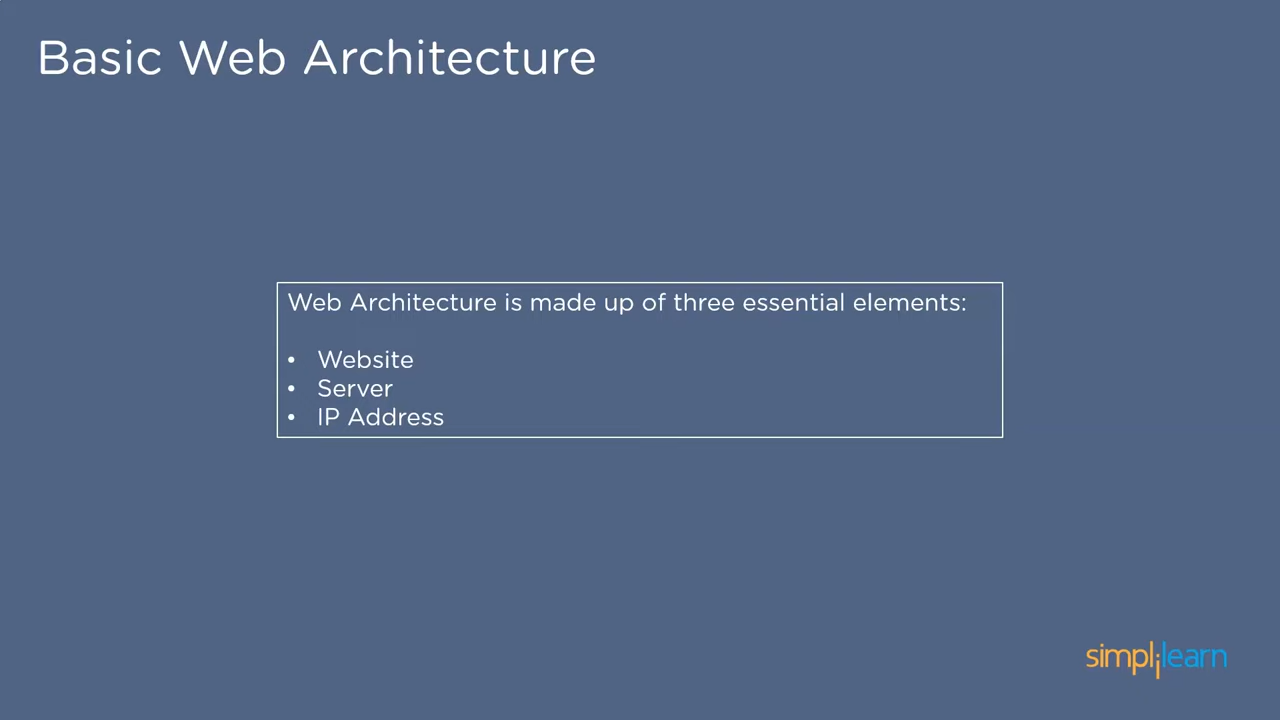 Basic Web Architecture
Web Architecture is made up of three essential elements:
• Website
• Server
• IP Address
simplilearn